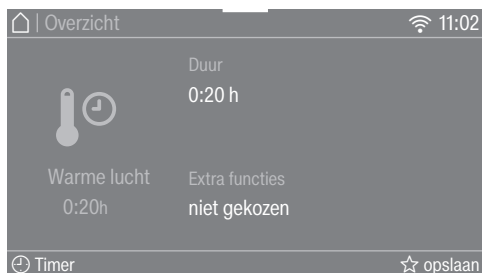 | Overzicht 11:02
Duur
0:20 h
Warme lucht
0:20h
Extra functies
niet gekozen
Timer opslaan